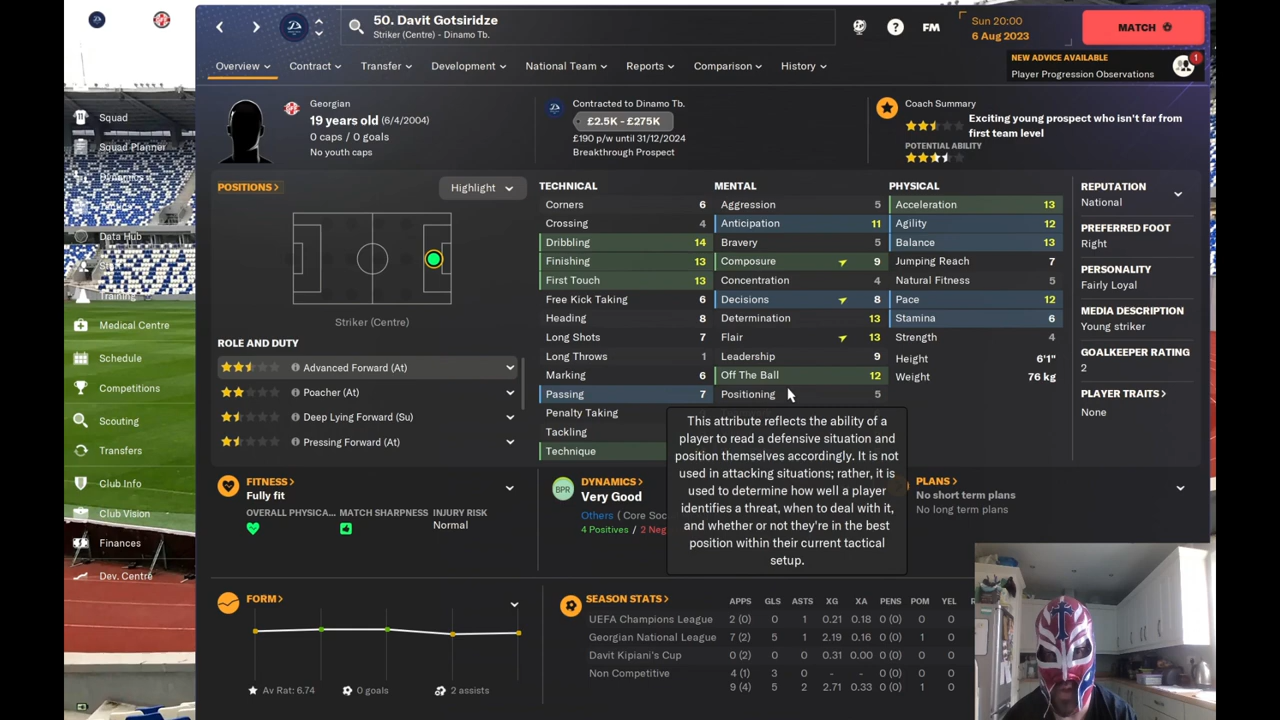 50. Davit Gotsiridze
Striker (Centre) - Dinamo Tb.
FM
Sun 20:00
6 Aug 2023
MATCH
Overview
Contract
Transfer
Development
National Team
Reports
Comparison
History
NEW ADVICE AVAILABLE
Player Progression Observations
1
Squad
Squad Planner
Dynamics
Data Hub
Training
Medical Centre
Schedule
Competitions
Scouting
Transfers
Club Info
Club Vision
Finances
Dev. Centre
Georgian
19 years old (6/4/2004)
0 caps / 0 goals
No youth caps
Contracted to Dinamo Tb.
£2.5K - £275K
£190 p/w until 31/12/2024
Breakthrough Prospect
Coach Summary
Exciting young prospect who isn't far from
first team level
POTENTIAL ABILITY
POSITIONS >
Highlight
Striker (Centre)
ROLE AND DUTY
Advanced Forward (At)
Poacher (At)
Deep Lying Forward (Su)
Pressing Forward (At)
TECHNICAL
Corners 6
Crossing 4
Dribbling 14
Finishing 13
First Touch 13
Free Kick Taking 6
Heading 8
Long Shots 7
Long Throws 1
Marking 6
Passing 7
Penalty Taking
Tackling
Technique
MENTAL
Aggression 5
Anticipation 11
Bravery 5
Composure 9
Concentration 4
Decisions 8
Determination 13
Flair 13
Leadership 9
Off The Ball 12
Positioning 5
This attribute reflects the ability of a
player to read a defensive situation and
position themselves accordingly. It is not
used in attacking situations; rather, it is
used to determine how well a player
identifies a threat, when to deal with it,
and whether or not they're in the best
position within their current tactical
setup.
PHYSICAL
Acceleration 13
Agility 12
Balance 13
Jumping Reach 7
Natural Fitness 5
Pace 12
Stamina 6
Strength 4
Height 6'1"
Weight 76 kg
REPUTATION
National
PREFERRED FOOT
Right
PERSONALITY
Fairly Loyal
MEDIA DESCRIPTION
Young striker
GOALKEEPER RATING
2
PLAYER TRAITS >
None
FITNESS >
Fully fit
OVERALL PHYSICA...
MATCH SHARPNESS
INJURY RISK
Normal
BPR
DYNAMICS >
Very Good
Others ( Core Soc
4 Positives / 2 Neg
PLANS >
No short term plans
No long term plans
FORM >
Av Rat: 6.74
0 goals
2 assists
SEASON STATS >
APPS GLS ASTS XG XA PENS POM YEL
UEFA Champions League 2 (0) 0 1 0.21 0.18 0 (0) 0 0
Georgian National League 7 (2) 5 1 2.19 0.16 0 (0) 1 0
Davit Kipiani's Cup 0 (2) 0 0 0.31 0.00 0 (0) 0 0
Non Competitive 4 (1) 3 0 - - 0 (0) 0 0
9 (4) 5 2 2.71 0.33 0 (0) 1 0